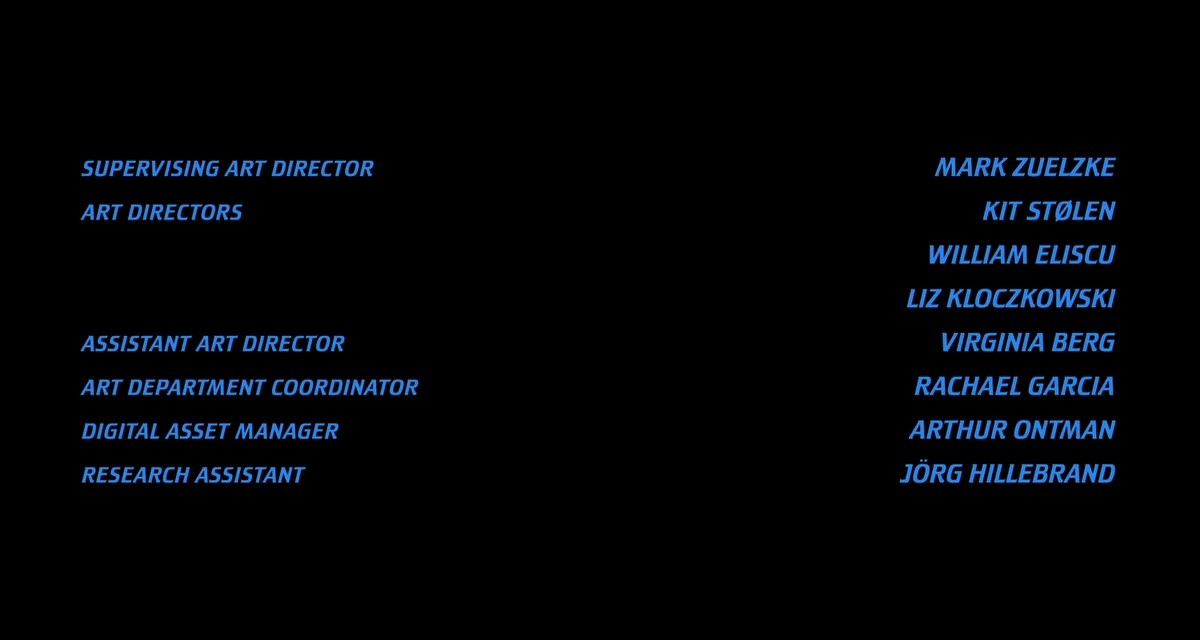 SUPERVISING ART DIRECTOR MARK ZUELZKE
ART DIRECTORS KIT STØLEN
WILLIAM ELISCU
LIZ KLOCZKOWSKI
ASSISTANT ART DIRECTOR VIRGINIA BERG
ART DEPARTMENT COORDINATOR RACHAEL GARCIA
DIGITAL ASSET MANAGER ARTHUR ONTMAN
RESEARCH ASSISTANT JÖRG HILLEBRAND